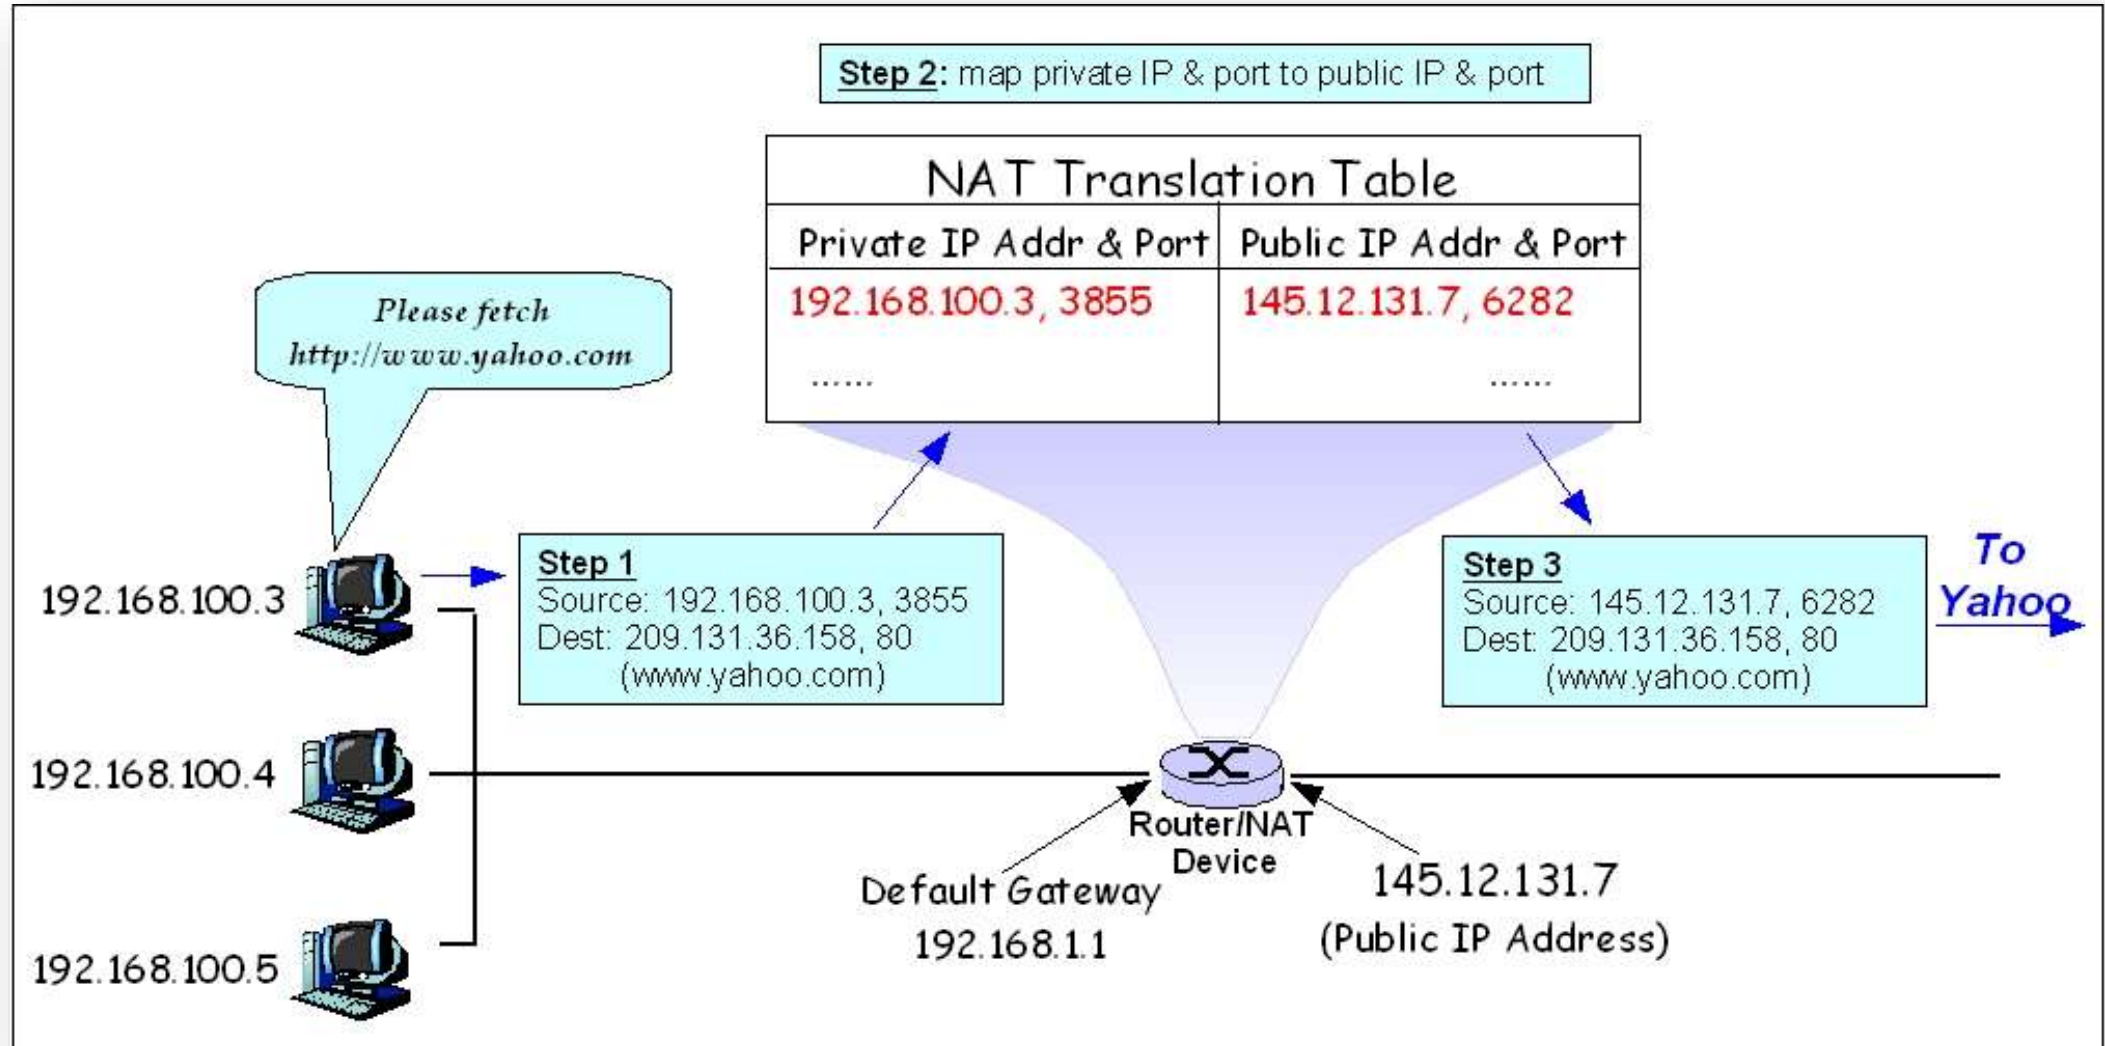 Step 2: map private IP & port to public IP & port
NAT Translation Table
Private IP Addr & Port
Public IP Addr & Port
192.168.100.3, 3855
145.12.131.7, 6282
......
......
Please fetch
http://www.yahoo.com
192.168.100.3
Step 1
Source: 192.168.100.3, 3855
Dest: 209.131.36.158, 80
(www.yahoo.com)
Step 3
Source: 145.12.131.7, 6282
Dest: 209.131.36.158, 80
(www.yahoo.com)
To
Yahoo
192.168.100.4
Router/NAT
Device
Default Gateway
192.168.1.1
145.12.131.7
(Public IP Address)
192.168.100.5